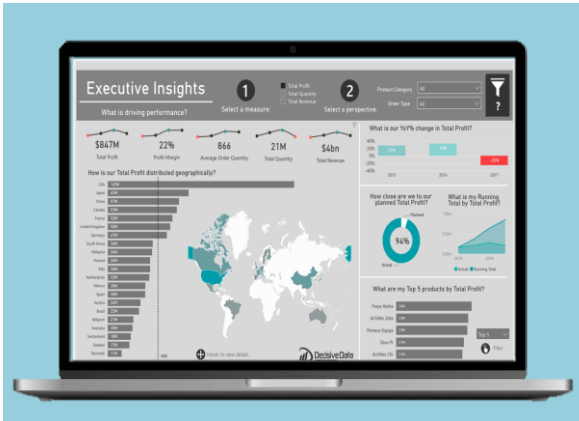 Executive Insights
What is driving performance?
1
Select a measure:
Total Profit
Total Quantity
Total Revenue
2
Select a perspective:
Product Category
All
Order Type
All
?
$847M
Total Profit
22%
Profit Margin
866
Average Order Quantity
21M
Total Quantity
$4bn
Total Revenue
How is our Total Profit distributed geographically?
USA
Japan
China
Canada
France
United Kingdom
Germany
South Korea
Malaysia
Finland
Italy
Netherlands
Mexico
Spain
Austria
Brazil
Belgium
Australia
Switzerland
Sweden
Denmark
Hover to view details
DecisiveData
What is our YoY% change in Total Profit?
40%
20%
0%
-20%
-40%
2015
2016
2017
How close are we to our
planned Total Profit?
Planned
94%
Actual
What is my Running
Total by Total Profit?
2014
2016
Actual
Running Total
What are my Top 5 products by Total Profit?
Freya Alpha
Achilles Zeta
Perseus Kappa
Zeus Pi
Achilles Chi
Top 5
Filter